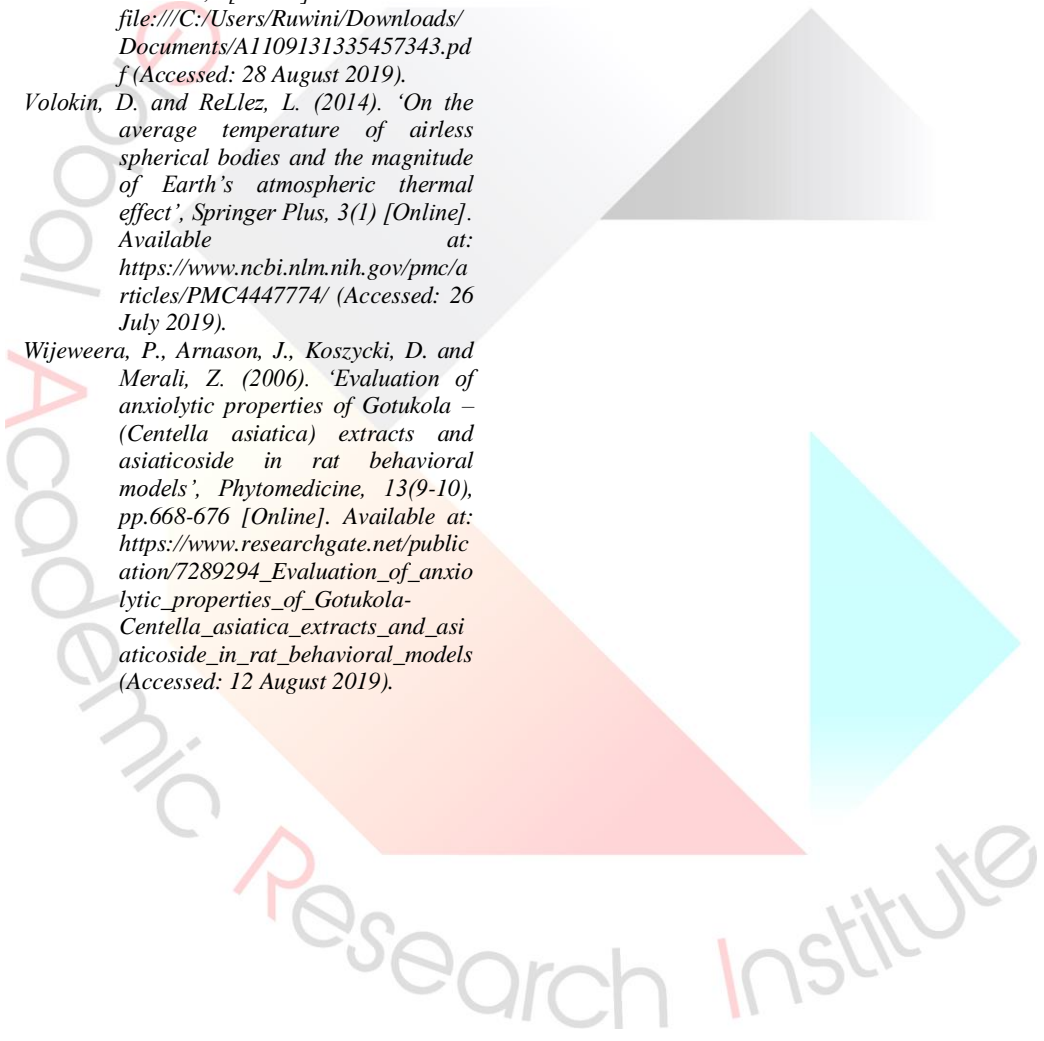 file:///C:/Users/Ruwini/Downloads/
Documents/A1109131335457343.pd
f (Accessed: 28 August 2019).
Volokin, D. and ReLlez, L. (2014). ‘On the
average temperature of airless
spherical bodies and the magnitude
of Earth’s atmospheric thermal
effect’, Springer Plus, 3(1) [Online].
Available at:
https://www.ncbi.nlm.nih.gov/pmc/a
rticles/PMC4447774/ (Accessed: 26
July 2019).
Wijeweera, P., Arnason, J., Koszycki, D. and
Merali, Z. (2006). ‘Evaluation of
anxiolytic properties of Gotukola –
(Centella asiatica) extracts and
asiaticoside in rat behavioral
models’, Phytomedicine, 13(9-10),
pp.668-676 [Online]. Available at:
https://www.researchgate.net/public
ation/7289294_Evaluation_of_anxio
lytic_properties_of_Gotukola-
Centella_asiatica_extracts_and_asi
aticoside_in_rat_behavioral_models
(Accessed: 12 August 2019).
Academic Research Institute